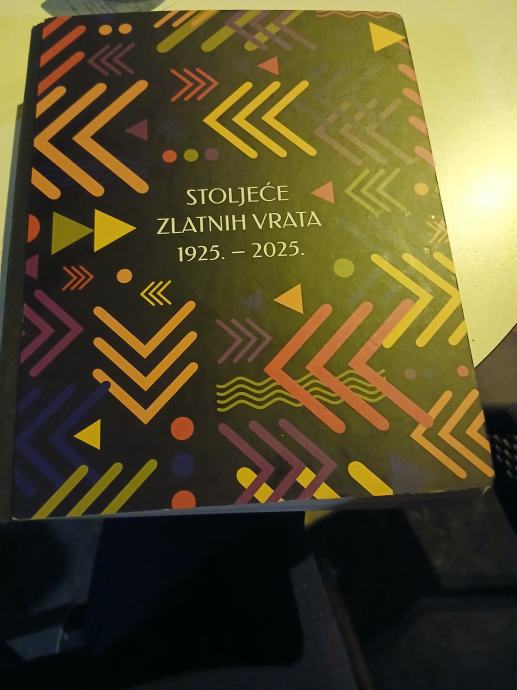 STOLJEĆE
ZLATNIH VRATA
1925. – 2025.